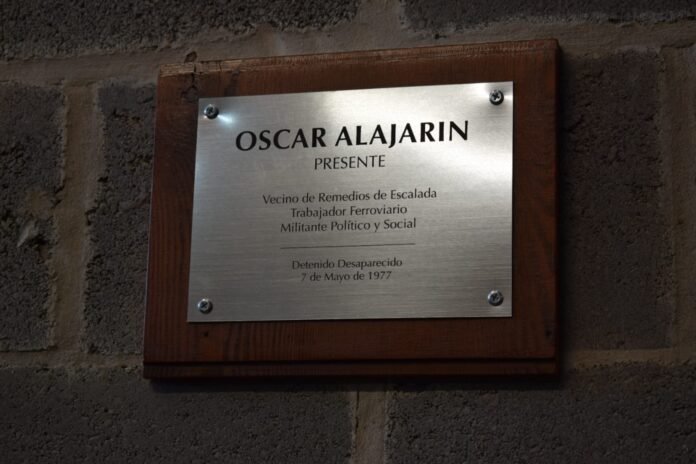 OSCAR ALAJARIN
PRESENTE
Vecino de Remedios de Escalada
Trabajador Ferroviario
Militante Político y Social
Detenido Desaparecido
7 de Mayo de 1977